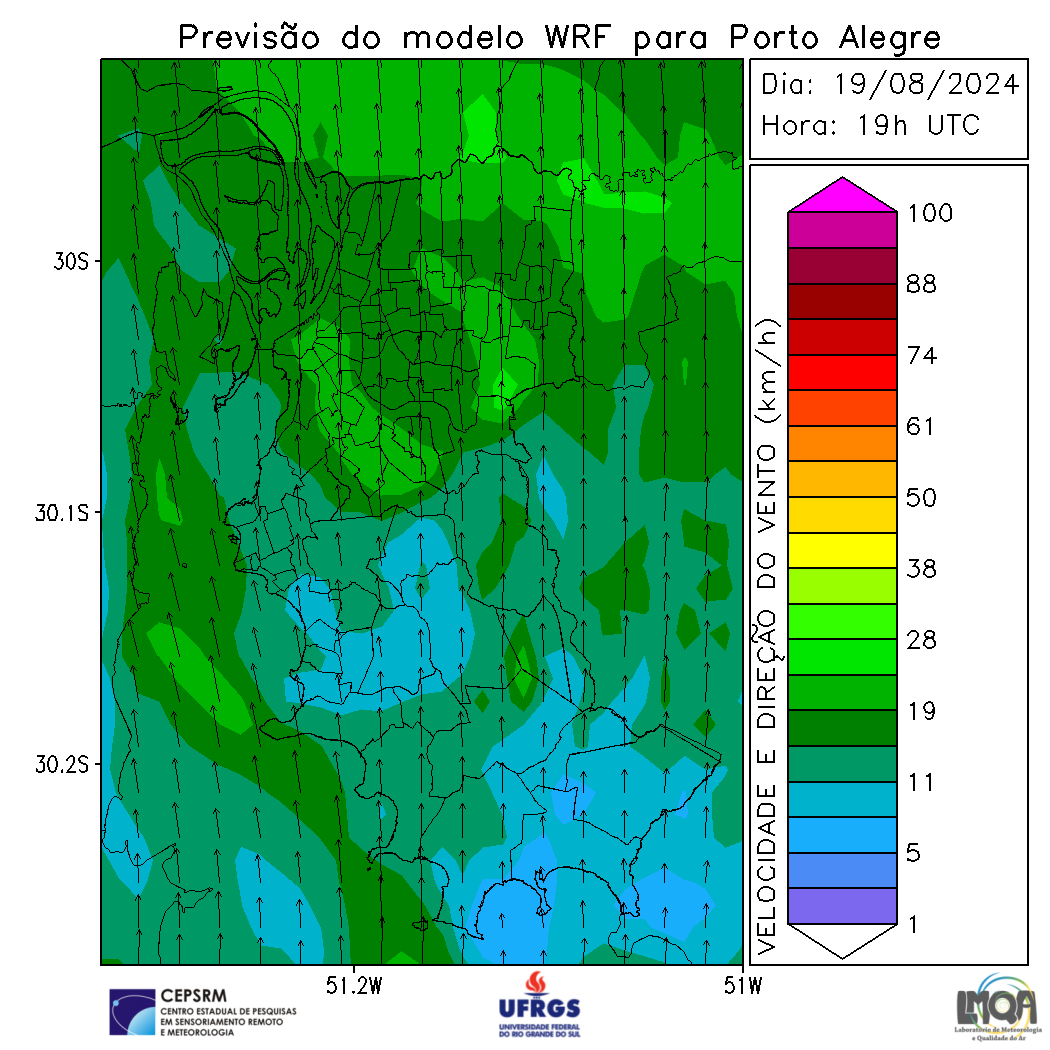 Previsão do modelo WRF para Porto Alegre
Dia: 19/08/2024
Hora: 19h UTC
30S
30.1S
30.2S
51.2W
51W
VELOCIDADE E DIREÇÃO DO VENTO (km/h)
100
88
74
61
50
38
28
19
11
5
1
CEPSRM
CENTRO ESTADUAL DE PESQUISAS
EM SENSORIAMENTO REMOTO
E METEOROLOGIA
UFRGS
UNIVERSIDADE FEDERAL
DO RIO GRANDE DO SUL
LMQA
Laboratório de Meteorologia
e Qualidade do Ar